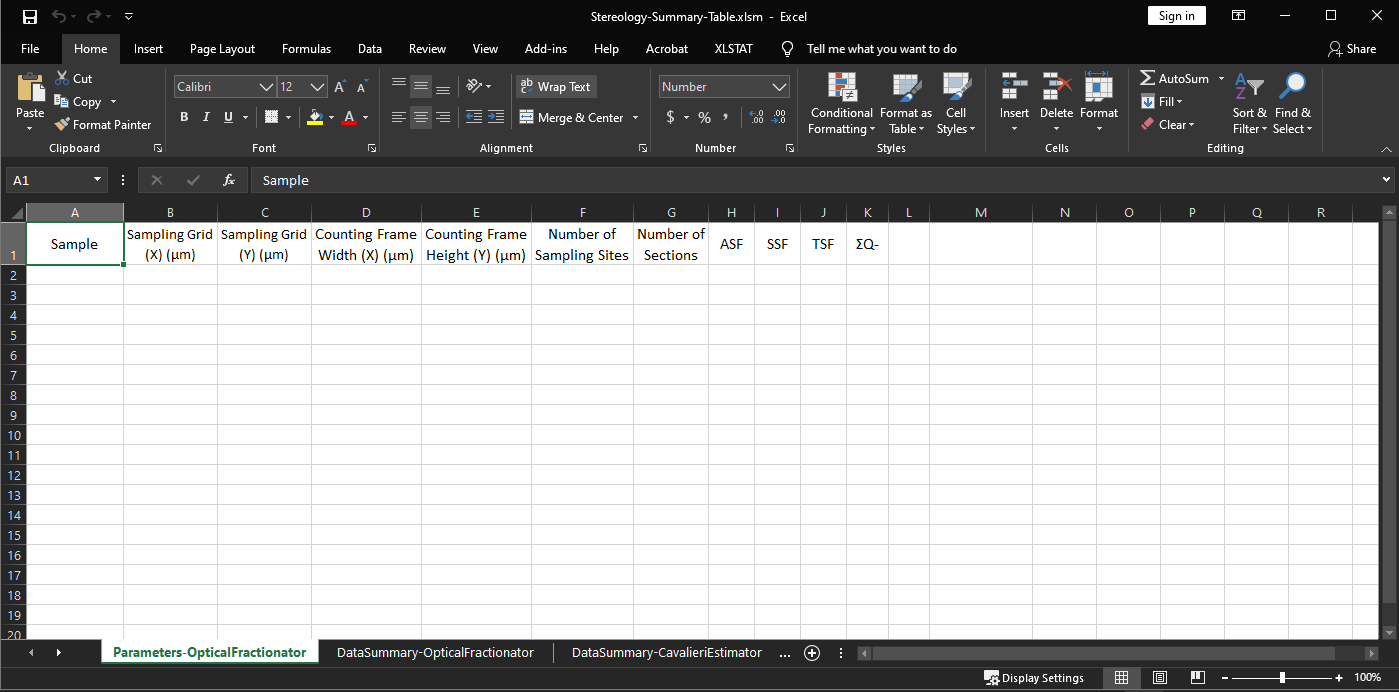 Stereology-Summary-Table.xlsm - Excel
Sign in
File Home Insert Page Layout Formulas Data Review View Add-ins Help Acrobat XLSTAT Tell me what you want to do Share
Paste
Cut
Copy
Format Painter
Clipboard
Calibri 12
B I U
Font
Wrap Text
Merge & Center
Alignment
Number
$ % ,
Number
Conditional
Formatting
Format as
Table
Cell
Styles
Styles
Insert Delete Format
Cells
AutoSum
Fill
Clear
Sort &
Filter
Find &
Select
Editing
A1 fx Sample
A B C D E F G H I J K L M N O P Q R
1
Sample
Sampling Grid
(X) (μm)
Sampling Grid
(Y) (μm)
Counting Frame
Width (X) (μm)
Counting Frame
Height (Y) (μm)
Number of
Sampling Sites
Number of
Sections
ASF
SSF
TSF
ΣQ-
2
3
4
5
6
7
8
9
10
11
12
13
14
15
16
17
18
19
20
Parameters-OpticalFractionator DataSummary-OpticalFractionator DataSummary-CavalieriEstimator ...
Display Settings 100%